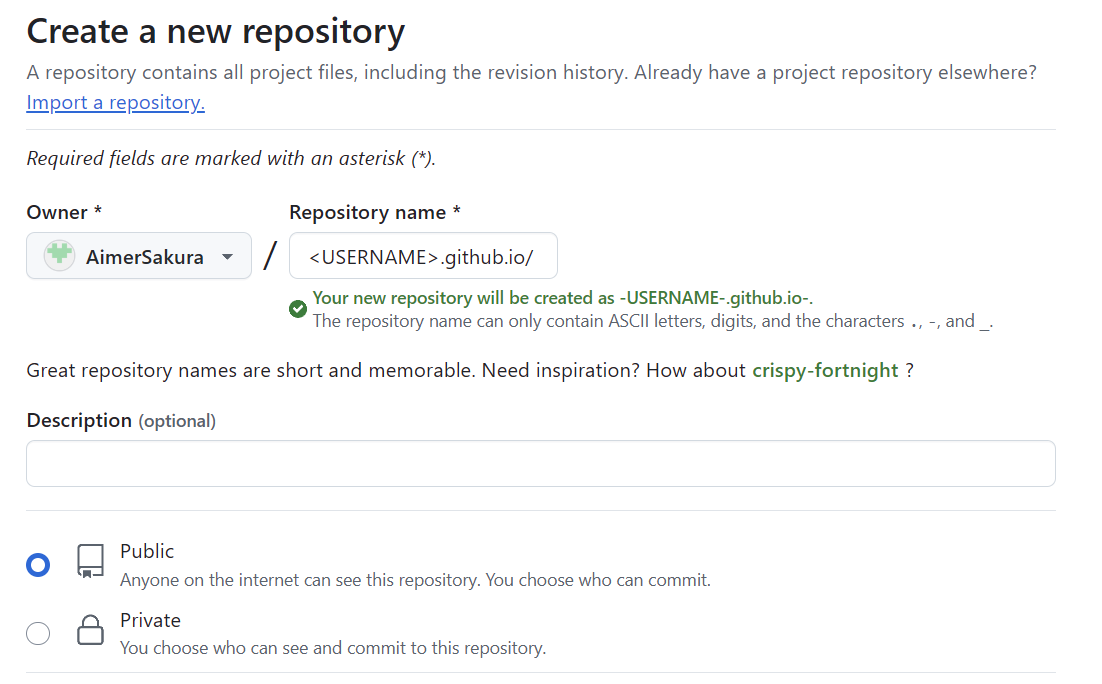 Create a new repository
A repository contains all project files, including the revision history. Already have a project repository elsewhere?
Import a repository.
Required fields are marked with an asterisk (*).
Owner *
Repository name *
AimerSakura
/
<USERNAME>.github.io/
Your new repository will be created as -USERNAME-.github.io-.
The repository name can only contain ASCII letters, digits, and the characters ., -, and _.
Great repository names are short and memorable. Need inspiration? How about crispy-fortnight ?
Description (optional)
Public
Anyone on the internet can see this repository. You choose who can commit.
Private
You choose who can see and commit to this repository.